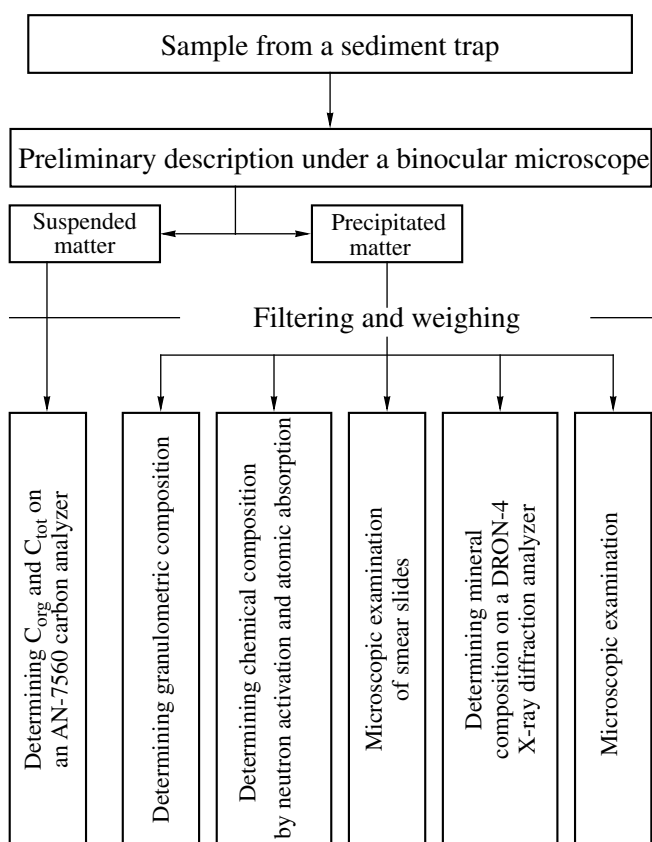 Sample from a sediment trap
Preliminary description under a binocular microscope
Suspended
matter
Precipitated
matter
Filtering and weighing
Determining C_org and C_tot on
an AN-7560 carbon analyzer
Determining granulometric composition
Determining chemical composition
by neutron activation and atomic absorption
Microscopic examination
of smear slides
Determining mineral
composition on a DRON-4
X-ray diffraction analyzer
Microscopic examination